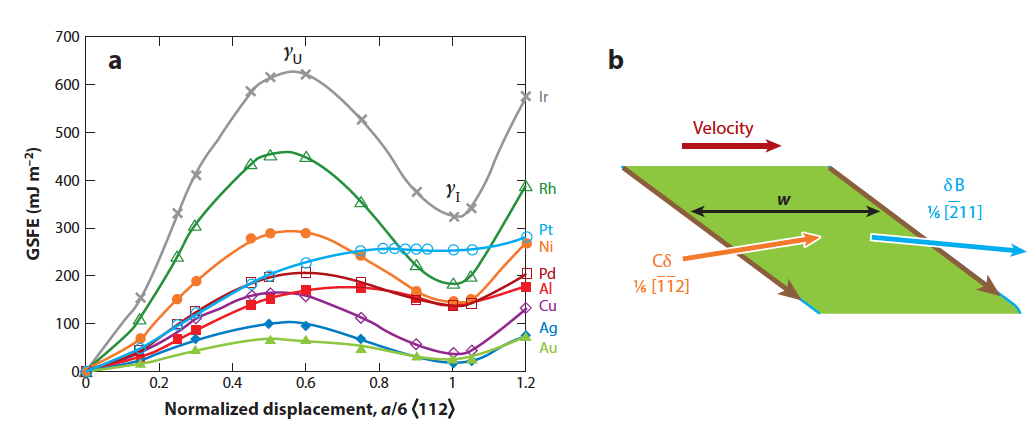 a
γU
γI
GSFE (mJ m−2)
700
600
500
400
300
200
100
0
0
0.2
0.4
0.6
0.8
1
1.2
Normalized displacement, a/6 ⟨112⟩
Ir
Rh
Pt
Ni
Pd
Al
Cu
Ag
Au
b
Velocity
w
δB
⅙ [2̅11]
Cδ
⅙ [1̅1̅2]